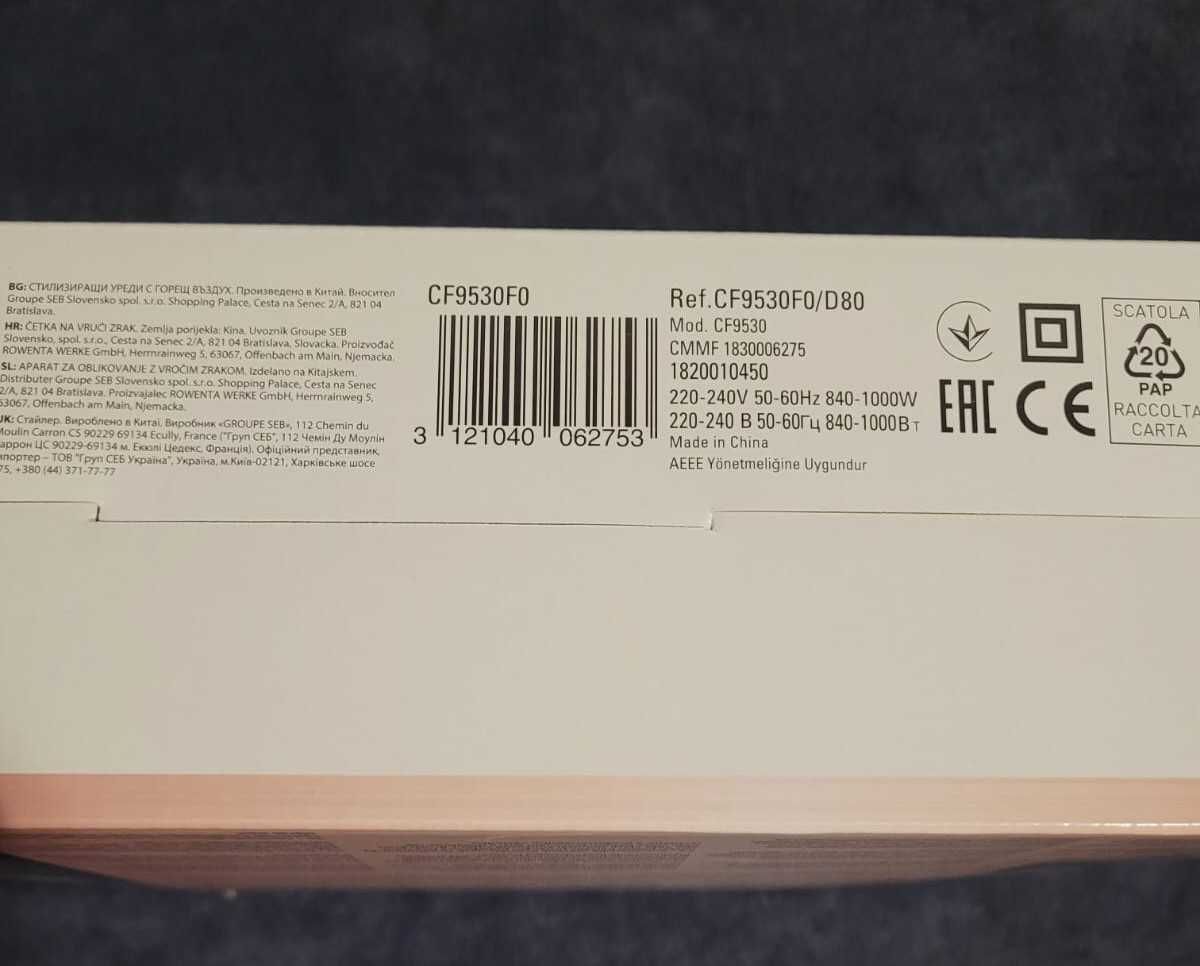 BG: СТИЛИЗИРАЩИ УРЕДИ С ГОРЕЩ ВЪЗДУХ. Произведено в Китай. Вносител
Groupe SEB Slovensko spol. s.r.o. Shopping Palace, Cesta na Senec 2/A, 821 04
Bratislava.
HR: ČETKA NA VRUĆI ZRAK. Zemlja porijekla: Kina. Uvoznik Groupe SEB
Slovensko, spol. s.r.o., Cesta na Senec 2/A, 821 04 Bratislava, Slovacka. Proizvođač
ROWENTA WERKE GmbH, Herrnrainweg 5, 63067, Offenbach am Main, Njemacka.
SL: APARAT ZA OBLIKOVANJE Z VROČIM ZRAKOM. Izdelano na Kitajskem.
Distributer Groupe SEB Slovensko spol. s.r.o. Shopping Palace, Cesta na Senec
2/A, 821 04 Bratislava. Proizvajalec ROWENTA WERKE GmbH, Herrnrainweg 5,
63067, Offenbach am Main, Njemacka.
UK: Стайлер. Вироблено в Китаї. Виробник «GROUPE SEB», 112 Chemin du
Moulin Carron CS 90229 69134 Ecully, France ("Груп СЕБ", 112 Чемін Ду Моулін
Каррон ЦС 90229-69134 м. Еккюлі Цедекс, Франція). Офіційний представник,
імпортер – ТОВ "Груп СЕБ Україна", Україна, м.Київ-02121, Харківське шосе
175, +380 (44) 371-77-77
CF9530F0
3 121040 062753
Ref.CF9530F0/D80
Mod. CF9530
CMMF 1830006275
1820010450
220-240V 50-60Hz 840-1000W
220-240 В 50-60Гц 840-1000Вт
Made in China
AEEE Yönetmeliğine Uygundur
EAC CE
SCATOLA
20
PAP
RACCOLTA
CARTA